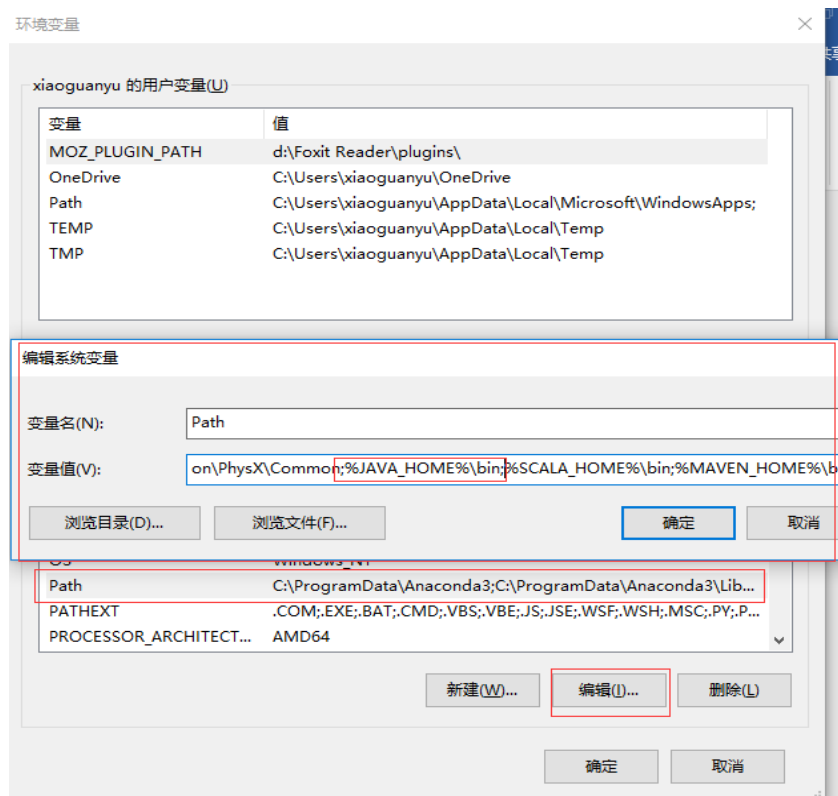 环境变量
xiaoguanyu 的用户变量(U)
变量 值
MOZ_PLUGIN_PATH d:\Foxit Reader\plugins\
OneDrive C:\Users\xiaoguanyu\OneDrive
Path C:\Users\xiaoguanyu\AppData\Local\Microsoft\WindowsApps;
TEMP C:\Users\xiaoguanyu\AppData\Local\Temp
TMP C:\Users\xiaoguanyu\AppData\Local\Temp
编辑系统变量
变量名(N): Path
变量值(V): on\PhysX\Common;%JAVA_HOME%\bin;%SCALA_HOME%\bin;%MAVEN_HOME%\b
浏览目录(D)... 浏览文件(F)... 确定 取消
OS Windows_NT
Path C:\ProgramData\Anaconda3;C:\ProgramData\Anaconda3\Lib...
PATHEXT .COM;.EXE;.BAT;.CMD;.VBS;.VBE;.JS;.JSE;.WSF;.WSH;.MSC;.PY;.P...
PROCESSOR_ARCHITECT... AMD64
新建(W)... 编辑(I)... 删除(L)
确定 取消